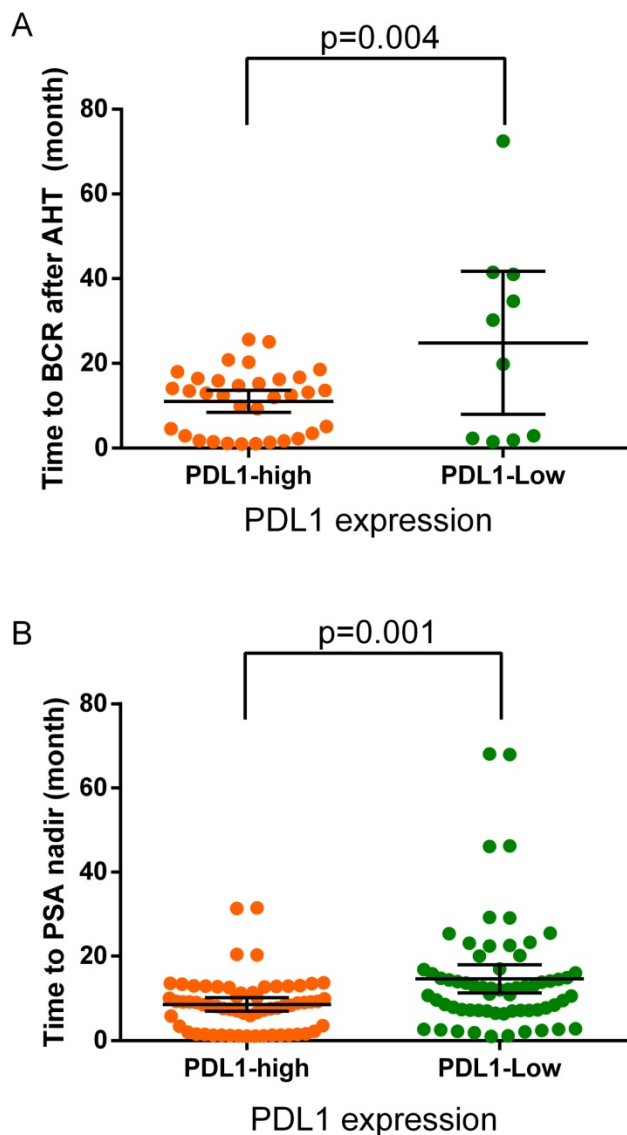 A
p=0.004
Time to BCR after AHT (month)
80
60
40
20
0
PDL1-high PDL1-Low
PDL1 expression
B
p=0.001
Time to PSA nadir (month)
80
60
40
20
0
PDL1-high PDL1-Low
PDL1 expression